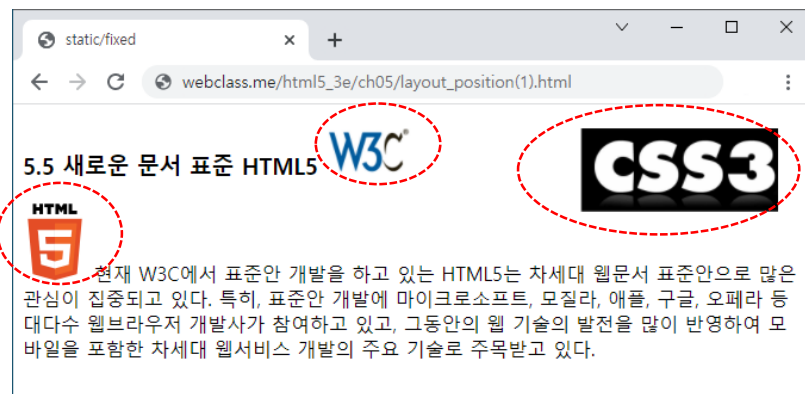 static/fixed
webclass.me/html5_3e/ch05/layout_position(1).html
5.5 새로운 문서 표준 HTML5 W3C®
CSS3
HTML
5
현재 W3C에서 표준안 개발을 하고 있는 HTML5는 차세대 웹문서 표준안으로 많은
관심이 집중되고 있다. 특히, 표준안 개발에 마이크로소프트, 모질라, 애플, 구글, 오페라 등
대다수 웹브라우저 개발사가 참여하고 있고, 그동안의 웹 기술의 발전을 많이 반영하여 모
바일을 포함한 차세대 웹서비스 개발의 주요 기술로 주목받고 있다.